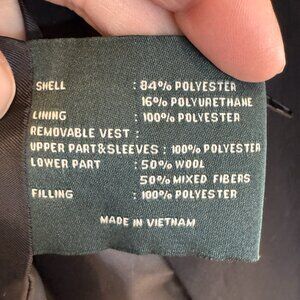 SHELL : 84% POLYESTER
16% POLYURETHANE
LINING : 100% POLYESTER
REMOVABLE VEST :
UPPER PART&SLEEVES : 100% POLYESTER
LOWER PART : 50% WOOL
50% MIXED FIBERS
FILLING : 100% POLYESTER
MADE IN VIETNAM